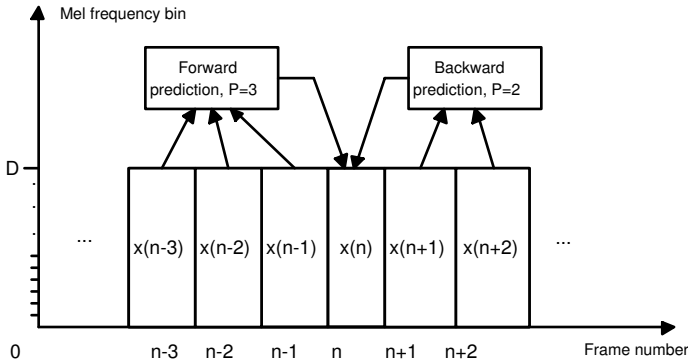 Mel frequency bin
Forward
prediction, P=3
Backward
prediction, P=2
D
... x(n-3) x(n-2) x(n-1) x(n) x(n+1) x(n+2) ...
0 n-3 n-2 n-1 n n+1 n+2 Frame number